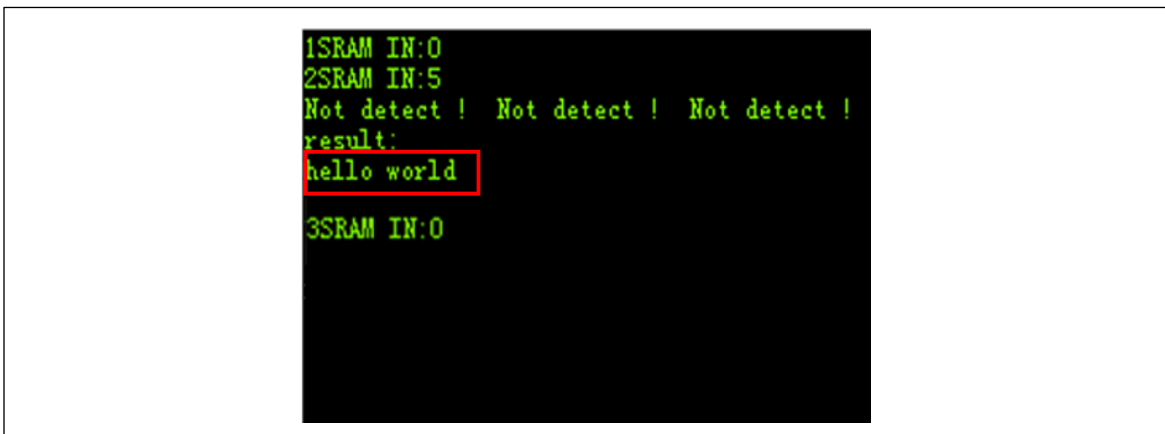 1SRAM IN:0
2SRAM IN:5
Not detect !  Not detect !  Not detect !
result:
hello world
3SRAM IN:0